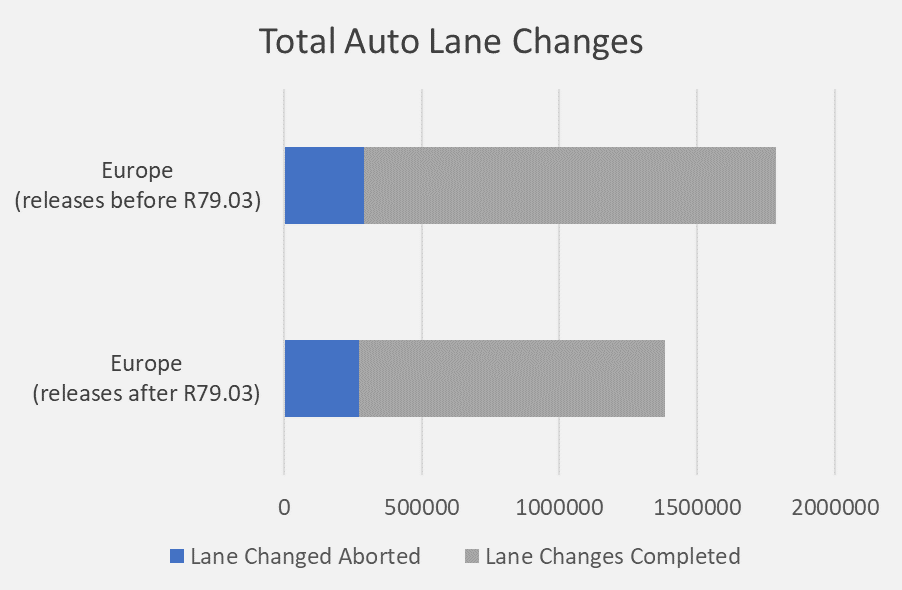 Total Auto Lane Changes
Europe
(releases before R79.03)
Europe
(releases after R79.03)
0 500000 1000000 1500000 2000000
Lane Changed Aborted Lane Changes Completed